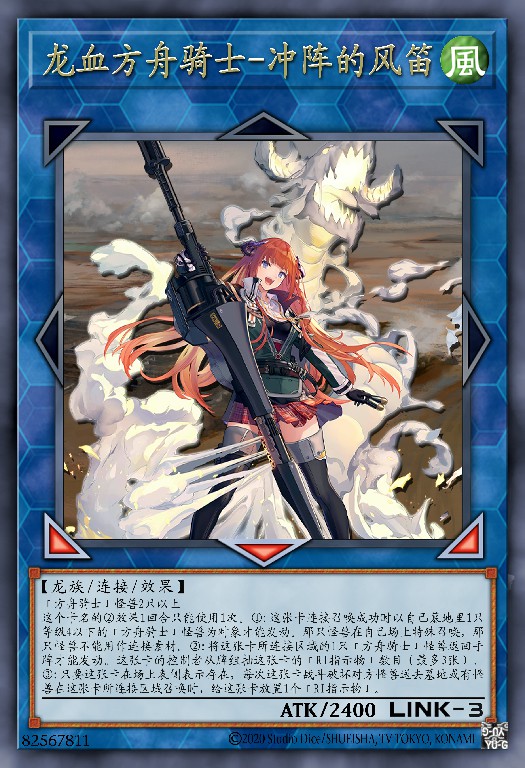 龙血方舟骑士-冲阵的风笛
風
【龙族/连接/效果】
「方舟骑士」怪兽2只以上
这个卡名的②效果1回合只能使用1次。①:这张卡连接召唤成功时以自己墓地里1只
等级4以下的「方舟骑士」怪兽为对象才能发动。那只怪兽在自己场上特殊召唤,那
只怪兽不能用作连接素材。②:将这张卡所连接区域的1只「方舟骑士」怪兽返回手
牌才能发动。这张卡的控制者从牌组抽这张卡的「RI指示物」数目(最多3张)。
③:只要这张卡在场上表侧表示存在,每次这张卡战斗破坏对方怪兽送去墓地或有怪
兽在这张卡所连接区域召唤时,给这张卡放置1个「RI指示物」。
ATK/2400 LINK-3
82567811
©2020 Studio Dice/SHUEISHA, TV TOKYO, KONAMI